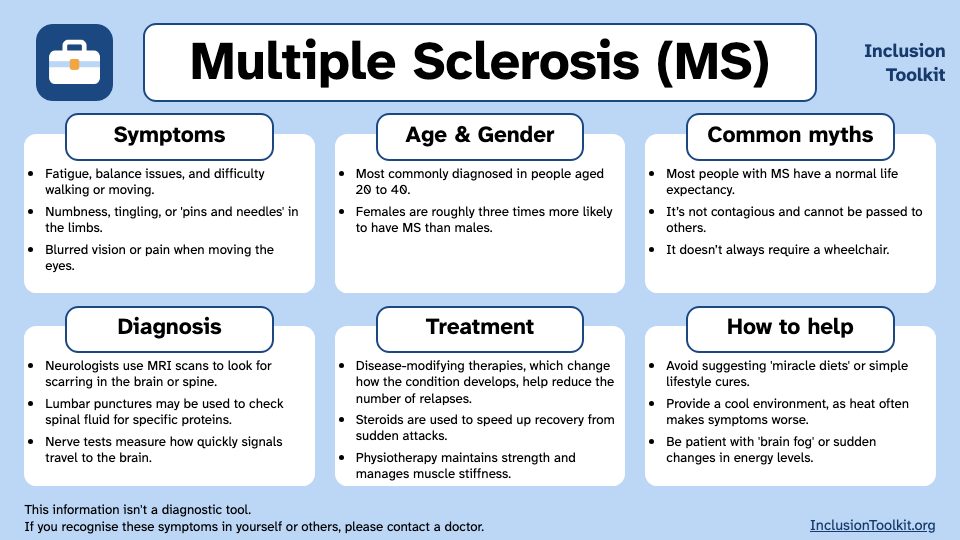 Multiple Sclerosis (MS)
Inclusion
Toolkit
Symptoms
• Fatigue, balance issues, and difficulty
walking or moving.
• Numbness, tingling, or 'pins and needles' in
the limbs.
• Blurred vision or pain when moving the
eyes.
Age & Gender
• Most commonly diagnosed in people aged
20 to 40.
• Females are roughly three times more likely
to have MS than males.
Common myths
• Most people with MS have a normal life
expectancy.
• It's not contagious and cannot be passed to
others.
• It doesn't always require a wheelchair.
Diagnosis
• Neurologists use MRI scans to look for
scarring in the brain or spine.
• Lumbar punctures may be used to check
spinal fluid for specific proteins.
• Nerve tests measure how quickly signals
travel to the brain.
Treatment
• Disease-modifying therapies, which change
how the condition develops, help reduce the
number of relapses.
• Steroids are used to speed up recovery from
sudden attacks.
• Physiotherapy maintains strength and
manages muscle stiffness.
How to help
• Avoid suggesting 'miracle diets' or simple
lifestyle cures.
• Provide a cool environment, as heat often
makes symptoms worse.
• Be patient with 'brain fog' or sudden
changes in energy levels.
This information isn't a diagnostic tool.
If you recognise these symptoms in yourself or others, please contact a doctor.
InclusionToolkit.org